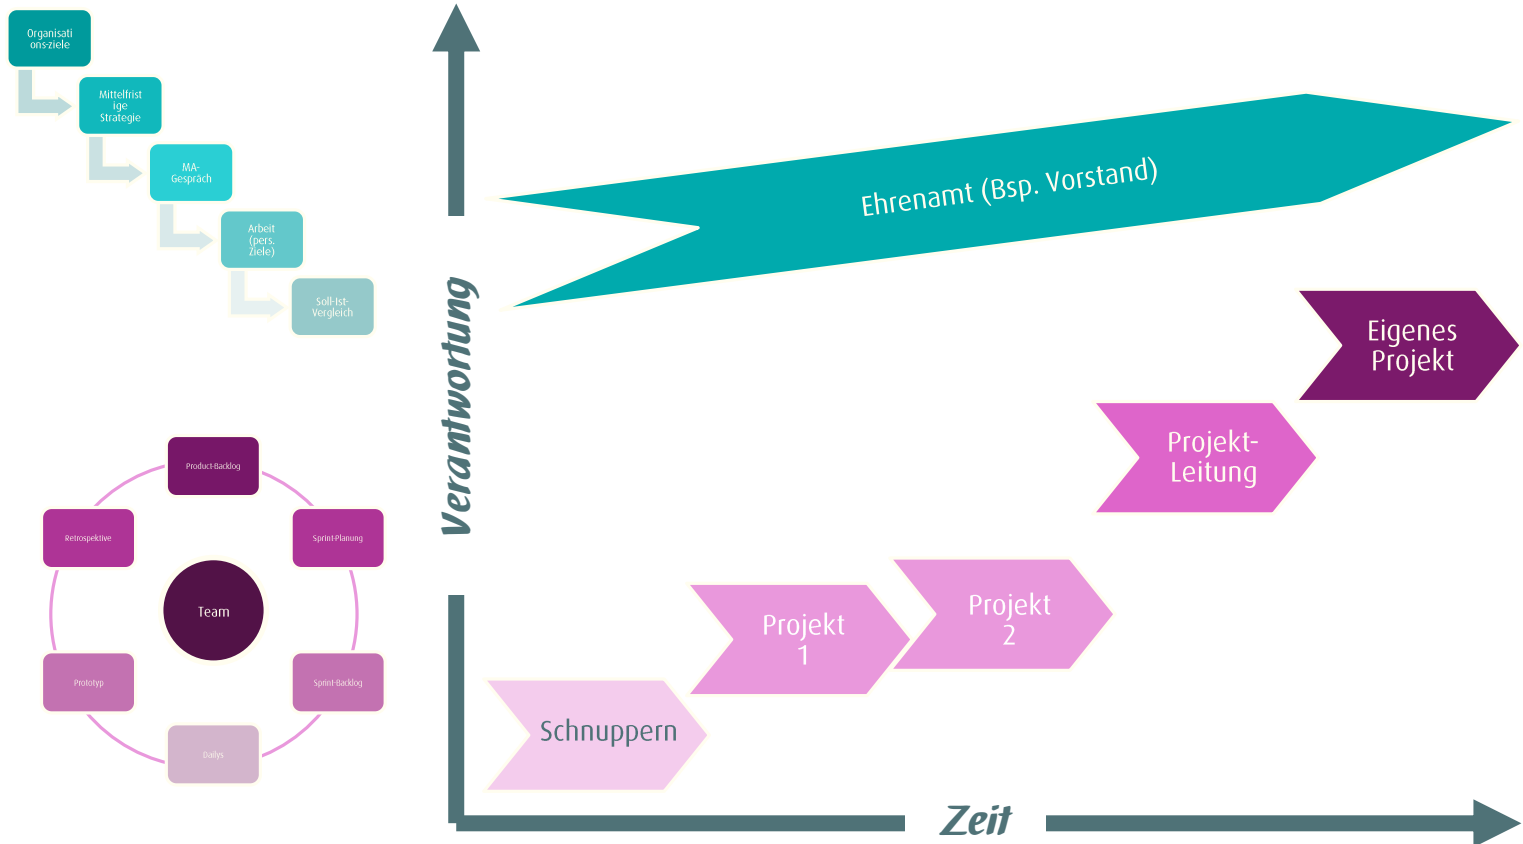 Organisati
ons-ziele
Mittelfrist
ige
Strategie
MA-
Gespräch
Arbeit
(pers.
Ziele)
Soll-Ist-
Vergleich
Product-Backlog
Sprint-Planung
Sprint-Backlog
Dailys
Prototyp
Retrospektive
Team
Verantwortung
Zeit
Ehrenamt (Bsp. Vorstand)
Schnuppern
Projekt
1
Projekt
2
Projekt-
Leitung
Eigenes
Projekt